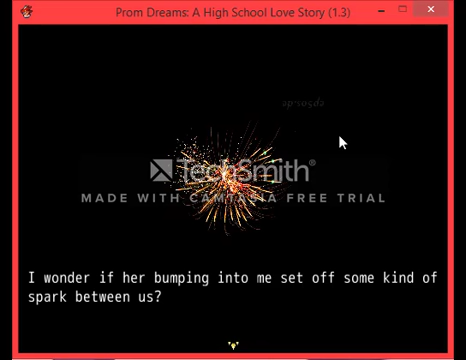 Prom Dreams: A High School Love Story (1.3)
TechSmith®
MADE WITH CAMTASIA FREE TRIAL
I wonder if her bumping into me set off some kind of
spark between us?